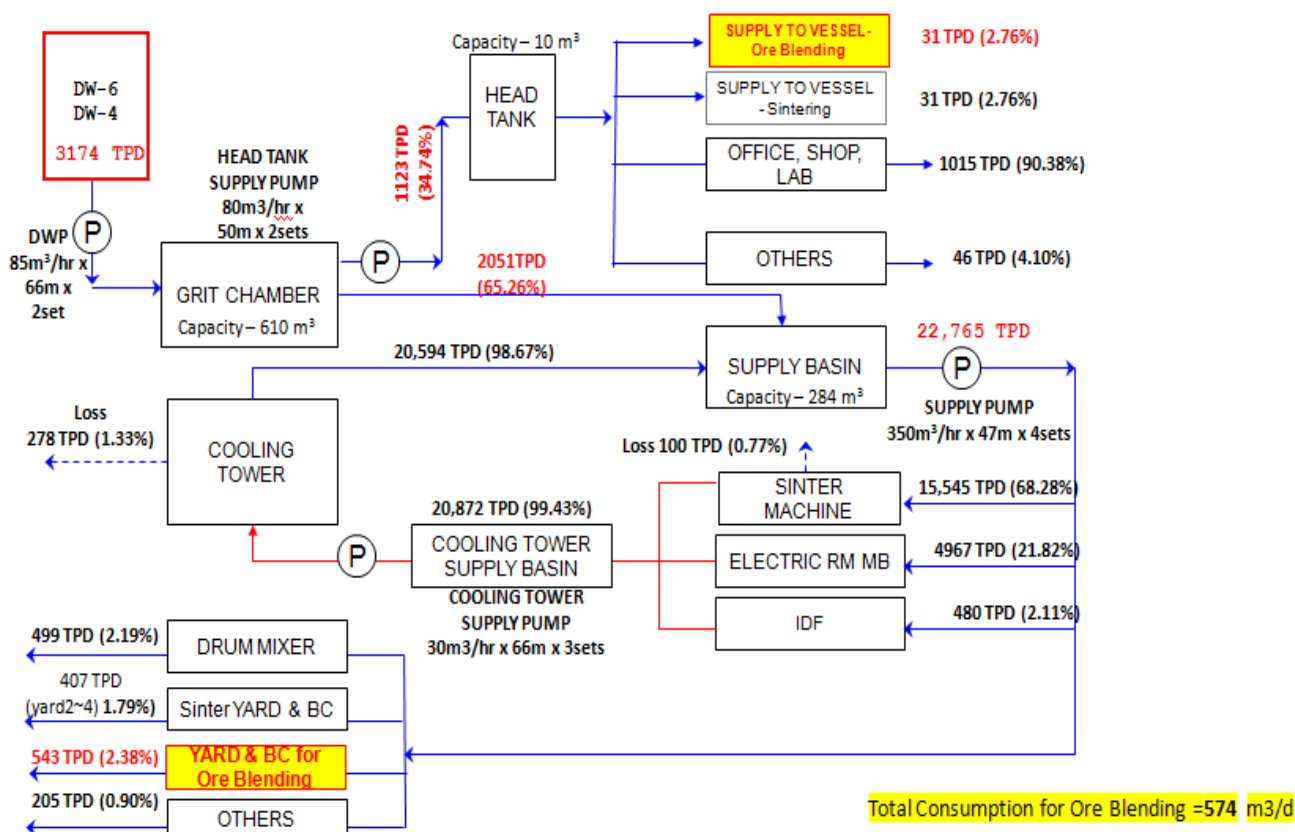 DW-6
DW-4
3174 TPD
P
DWP
85m³/hr x
66m x
2set
HEAD TANK
SUPPLY PUMP
80m3/hr x
50m x 2sets
GRIT CHAMBER
Capacity – 610 m³
P
1123 TPD
(34.74%)
Capacity – 10 m³
HEAD
TANK
SUPPLY TO VESSEL-
Ore Blending
31 TPD (2.76%)
SUPPLY TO VESSEL
- Sintering
31 TPD (2.76%)
OFFICE, SHOP,
LAB
1015 TPD (90.38%)
OTHERS
46 TPD (4.10%)
2051TPD
(65.26%)
20,594 TPD (98.67%)
SUPPLY BASIN
Capacity – 284 m³
22,765 TPD
P
SUPPLY PUMP
350m³/hr x 47m x 4sets
Loss
278 TPD (1.33%)
COOLING
TOWER
Loss 100 TPD (0.77%)
SINTER
MACHINE
15,545 TPD (68.28%)
20,872 TPD (99.43%)
COOLING TOWER
SUPPLY BASIN
P
COOLING TOWER
SUPPLY PUMP
30m3/hr x 66m x 3sets
ELECTRIC RM MB
4967 TPD (21.82%)
IDF
480 TPD (2.11%)
499 TPD (2.19%)
DRUM MIXER
407 TPD
(yard2~4) 1.79%)
Sinter YARD & BC
543 TPD (2.38%)
YARD & BC for
Ore Blending
205 TPD (0.90%)
OTHERS
Total Consumption for Ore Blending =574 m3/d